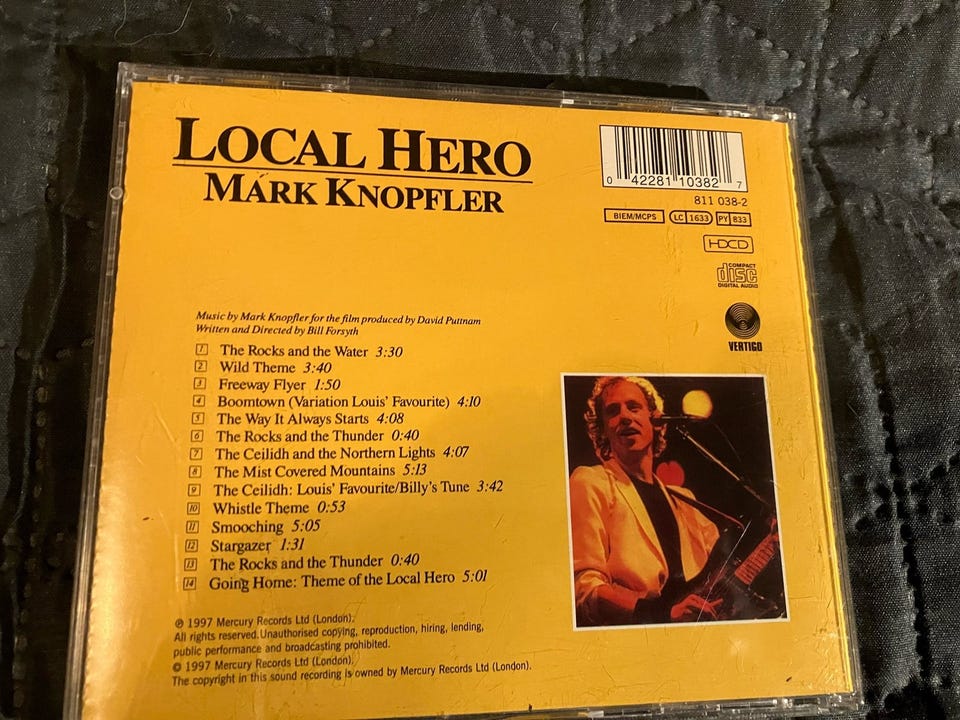 LOCAL HERO
MARK KNOPFLER
0 42281 10382 7
811 038-2
BIEM/MCPS LC 1633 PY 833
HDCD
COMPACT
disc
DIGITAL AUDIO
VERTIGO
Music by Mark Knopfler for the film produced by David Puttnam
Written and Directed by Bill Forsyth
1 The Rocks and the Water 3:30
2 Wild Theme 3:40
3 Freeway Flyer 1:50
4 Boomtown (Variation Louis' Favourite) 4:10
5 The Way It Always Starts 4:08
6 The Rocks and the Thunder 0:40
7 The Ceilidh and the Northern Lights 4:07
8 The Mist Covered Mountains 5:13
9 The Ceilidh: Louis' Favourite/Billy's Tune 3:42
10 Whistle Theme 0:53
11 Smooching 5:05
12 Stargazer 1:31
13 The Rocks and the Thunder 0:40
14 Going Home: Theme of the Local Hero 5:01
℗ 1997 Mercury Records Ltd (London).
All rights reserved. Unauthorised copying, reproduction, hiring, lending,
public performance and broadcasting prohibited.
© 1997 Mercury Records Ltd (London).
The copyright in this sound recording is owned by Mercury Records Ltd (London).